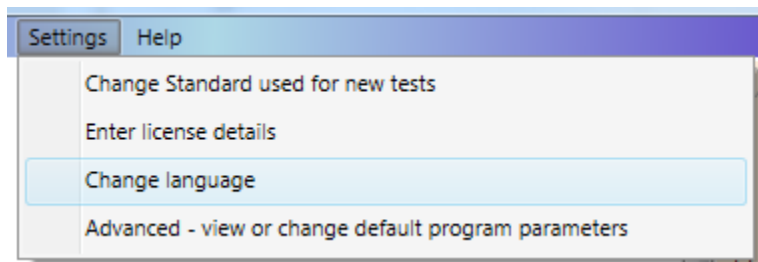 Settings Help
Change Standard used for new tests
Enter license details
Change language
Advanced - view or change default program parameters